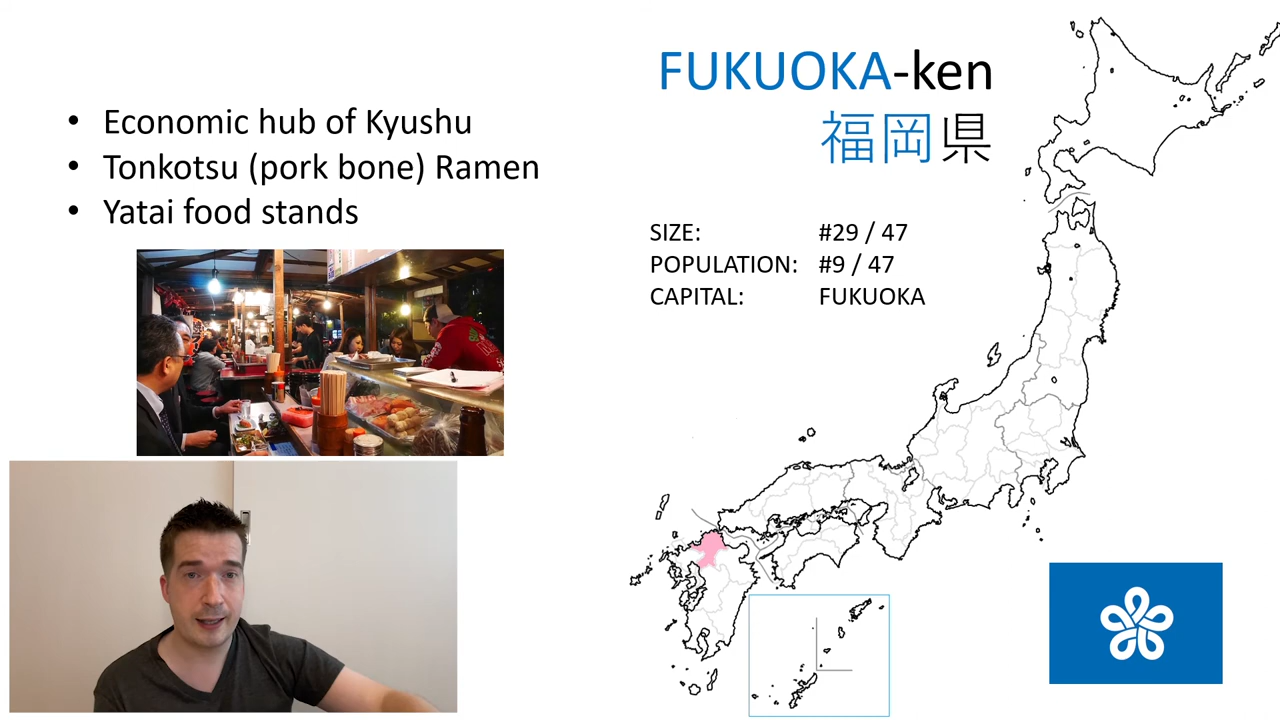 • Economic hub of Kyushu
• Tonkotsu (pork bone) Ramen
• Yatai food stands
FUKUOKA-ken
福岡県
SIZE: #29 / 47
POPULATION: #9 / 47
CAPITAL: FUKUOKA